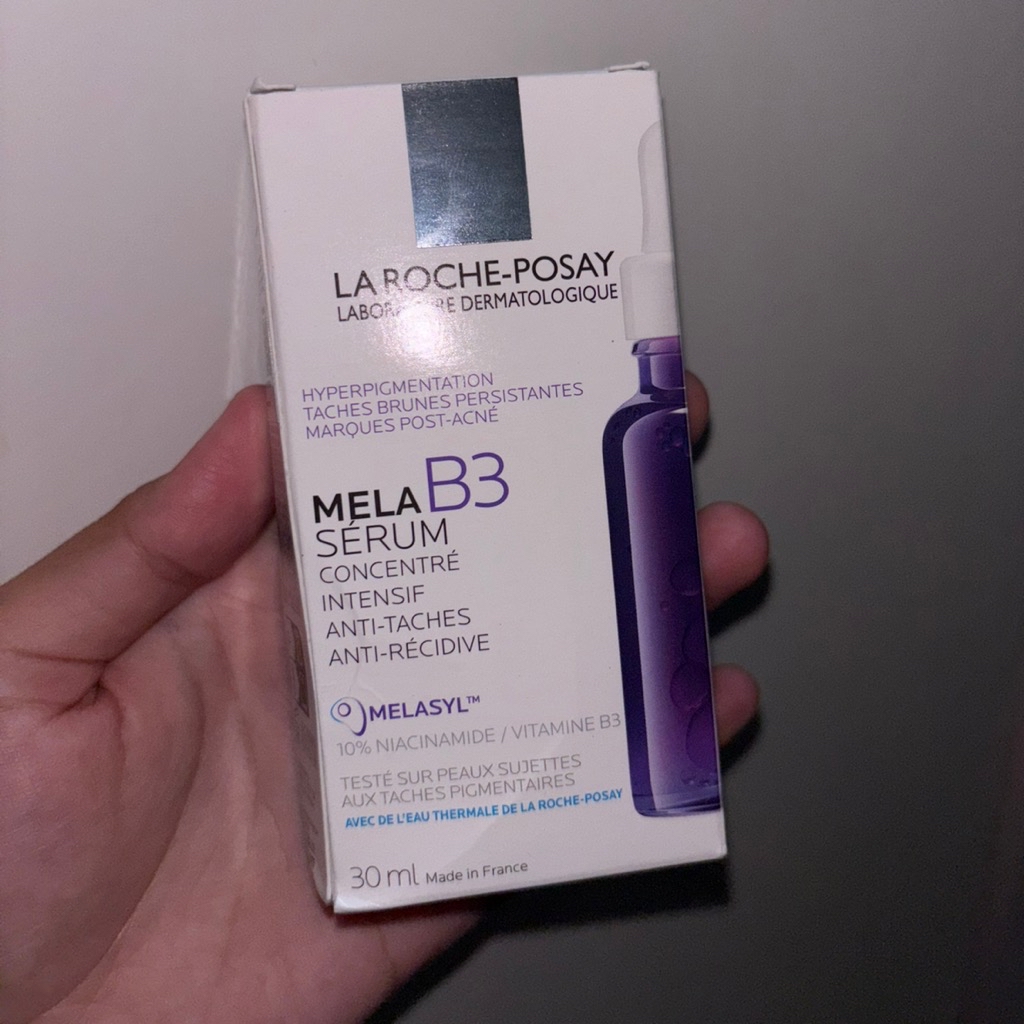 LA ROCHE-POSAY
DERMATOLOGIQUE
HYPERPIGMENTATION
TACHES BRUNES PERSISTANTES
MARQUES POST-ACNÉ
MELA B3
SÉRUM
CONCENTRÉ
INTENSIF
ANTI-TACHES
ANTI-RÉCIDIVE
MELASYL™
10% NIACINAMIDE / VITAMINE B3
TESTÉ SUR PEAUX SUJETTES
AUX TACHES PIGMENTAIRES
AVEC DE L'EAU THERMALE DE LA ROCHE-POSAY
30 ml Made in France